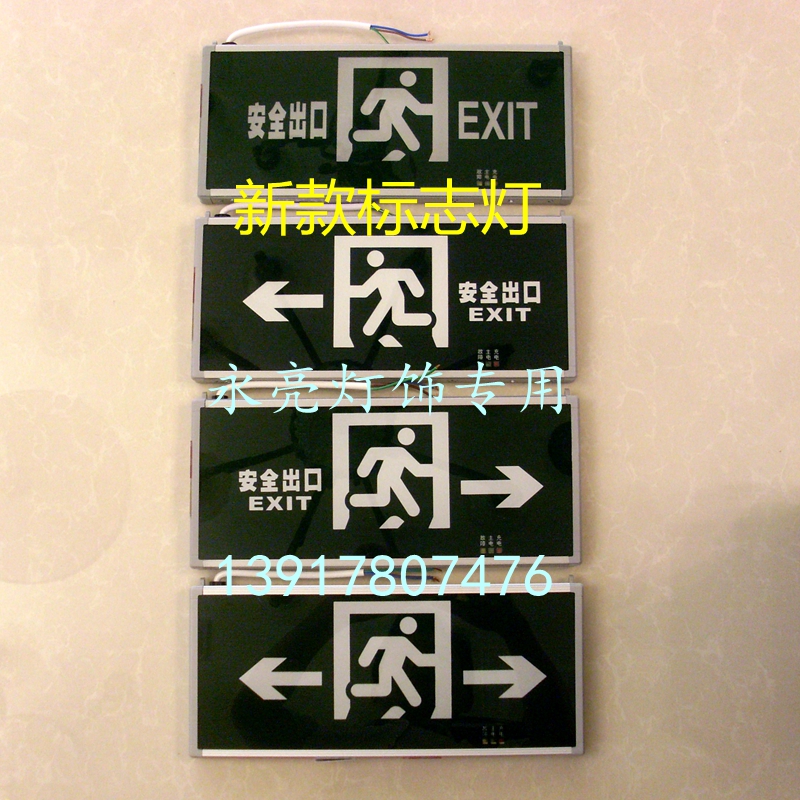 安全出口 EXIT
新款标志灯
安全出口
EXIT
永亮灯饰专用
安全出口
EXIT
13917807476